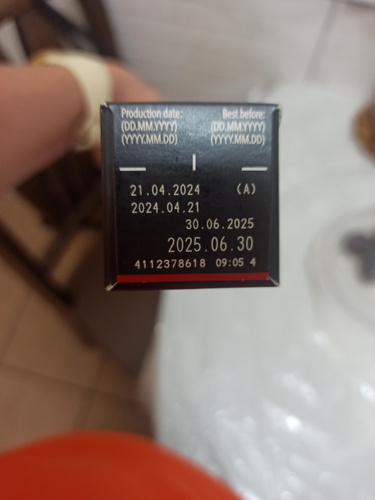 Production date: Best before:
(DD.MM.YYYY) (DD.MM.YYYY)
(YYYY.MM.DD) (YYYY.MM.DD)
21.04.2024 (A)
2024.04.21
30.06.2025
2025.06.30
4112378618 09:05 4